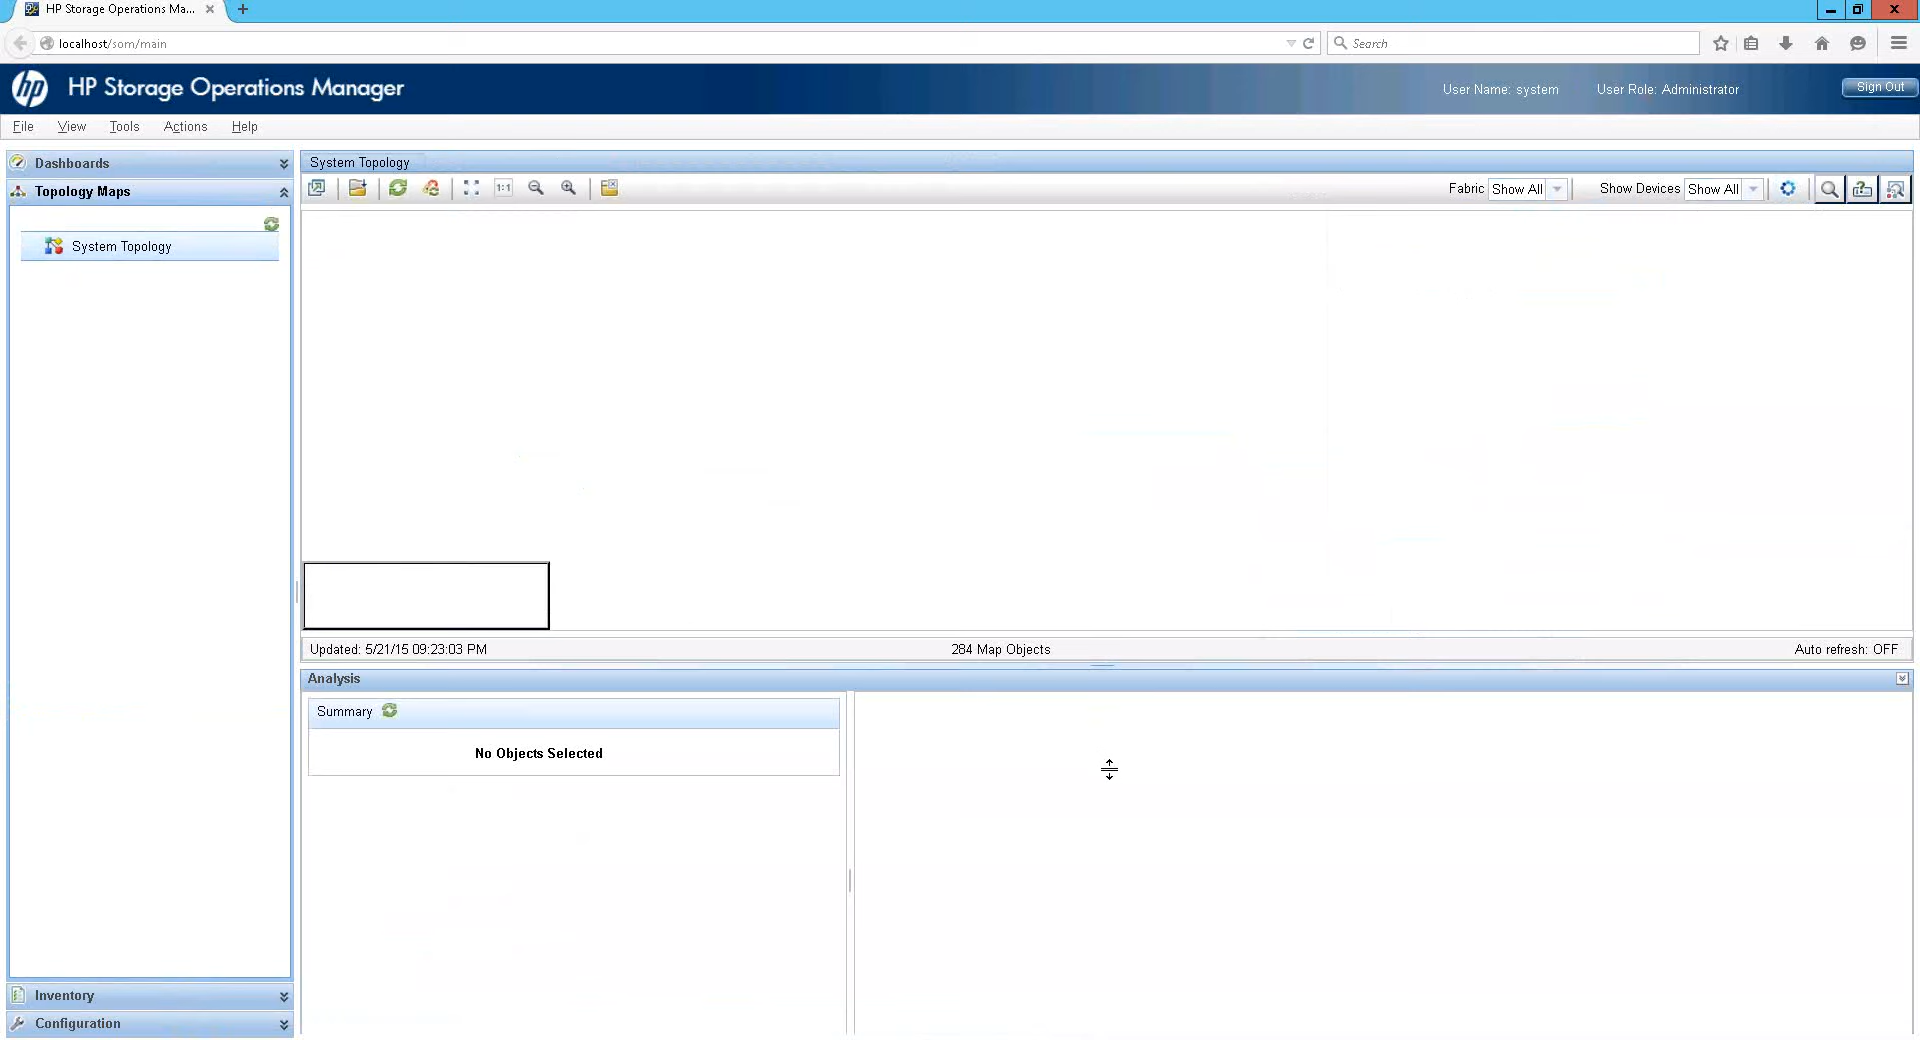 HP Storage Operations Ma...
localhost/som/main
Search
hp
HP Storage Operations Manager
User Name: system
User Role: Administrator
Sign Out
File
View
Tools
Actions
Help
Dashboards
Topology Maps
System Topology
System Topology
1:1
Fabric
Show All
Show Devices
Show All
Updated: 5/21/15 09:23:03 PM
284 Map Objects
Auto refresh: OFF
Analysis
Summary
No Objects Selected
Inventory
Configuration